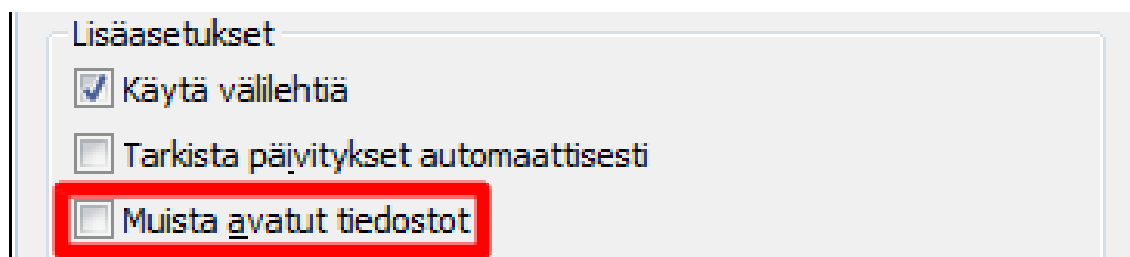 Lisäasetukset
Käytä välilehtiä
Tarkista päivitykset automaattisesti
Muista avatut tiedostot